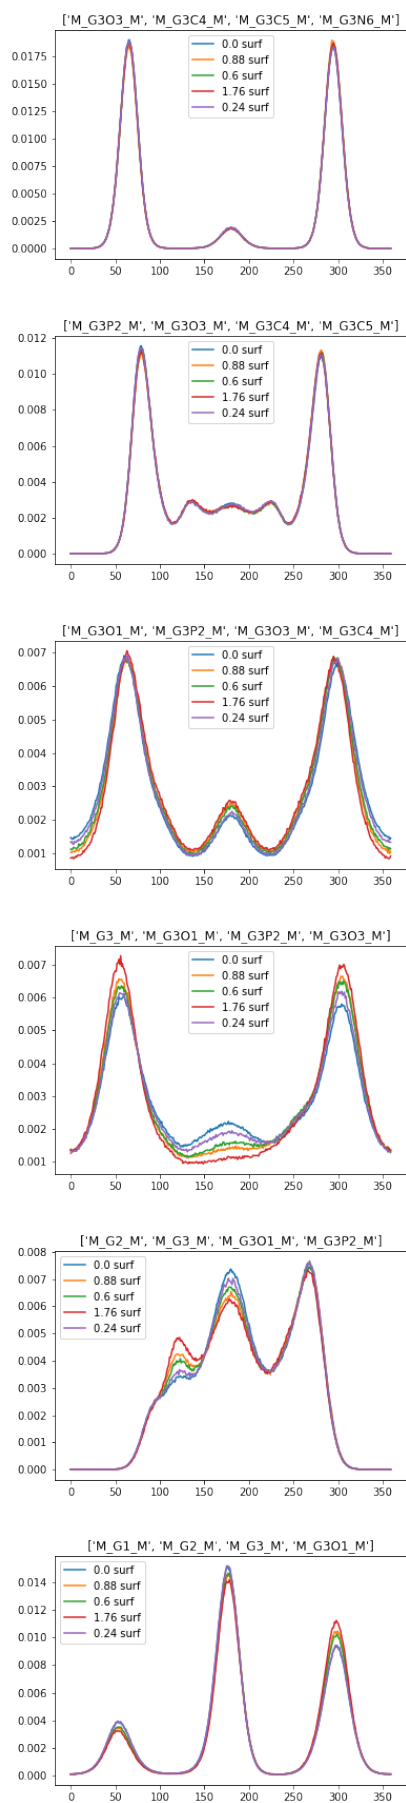 ['M_G3O3_M', 'M_G3C4_M', 'M_G3C5_M', 'M_G3N6_M']
0.0175
0.0150
0.0125
0.0100
0.0075
0.0050
0.0025
0.0000
0.0 surf
0.88 surf
0.6 surf
1.76 surf
0.24 surf
0 50 100 150 200 250 300 350
['M_G3P2_M', 'M_G3O3_M', 'M_G3C4_M', 'M_G3C5_M']
0.012
0.010
0.008
0.006
0.004
0.002
0.000
0.0 surf
0.88 surf
0.6 surf
1.76 surf
0.24 surf
0 50 100 150 200 250 300 350
['M_G3O1_M', 'M_G3P2_M', 'M_G3O3_M', 'M_G3C4_M']
0.007
0.006
0.005
0.004
0.003
0.002
0.001
0.0 surf
0.88 surf
0.6 surf
1.76 surf
0.24 surf
0 50 100 150 200 250 300 350
['M_G3_M', 'M_G3O1_M', 'M_G3P2_M', 'M_G3O3_M']
0.007
0.006
0.005
0.004
0.003
0.002
0.001
0.0 surf
0.88 surf
0.6 surf
1.76 surf
0.24 surf
0 50 100 150 200 250 300 350
['M_G2_M', 'M_G3_M', 'M_G3O1_M', 'M_G3P2_M']
0.008
0.007
0.006
0.005
0.004
0.003
0.002
0.001
0.000
0.0 surf
0.88 surf
0.6 surf
1.76 surf
0.24 surf
0 50 100 150 200 250 300 350
['M_G1_M', 'M_G2_M', 'M_G3_M', 'M_G3O1_M']
0.014
0.012
0.010
0.008
0.006
0.004
0.002
0.000
0.0 surf
0.88 surf
0.6 surf
1.76 surf
0.24 surf
0 50 100 150 200 250 300 350